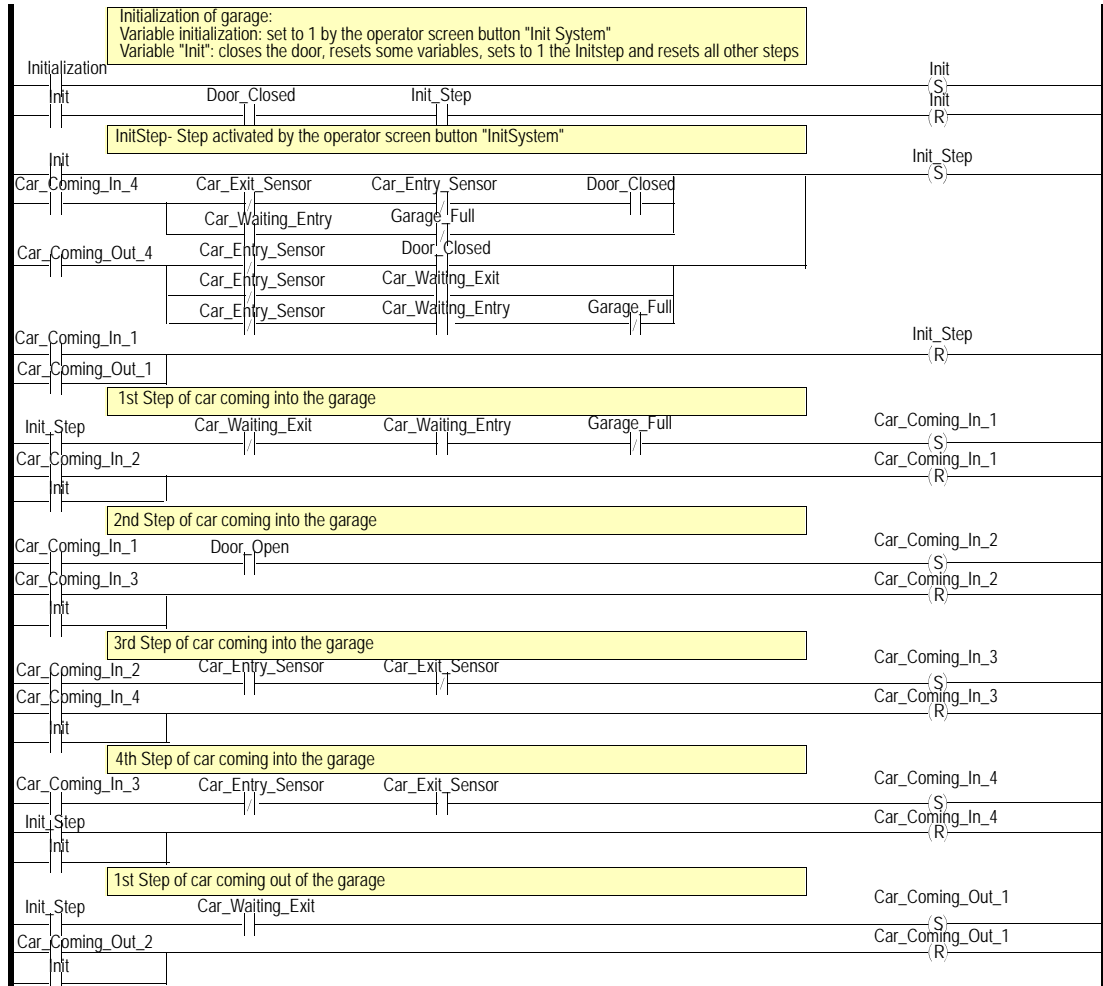 Initialization of garage:
Variable initialization: set to 1 by the operator screen button "Init System"
Variable "Init": closes the door, resets some variables, sets to 1 the Initstep and resets all other steps
Initialization
Init
(S)
Init Door_Closed Init_Step
Init
(R)
InitStep- Step activated by the operator screen button "InitSystem"
Init
Init_Step
(S)
Car_Coming_In_4 Car_Exit_Sensor Car_Entry_Sensor Door_Closed
Car_Waiting_Entry Garage_Full
Car_Coming_Out_4 Car_Entry_Sensor Door_Closed
Car_Entry_Sensor Car_Waiting_Exit
Car_Entry_Sensor Car_Waiting_Entry Garage_Full
Car_Coming_In_1
Init_Step
(R)
Car_Coming_Out_1
1st Step of car coming into the garage
Init_Step Car_Waiting_Exit Car_Waiting_Entry Garage_Full
Car_Coming_In_1
(S)
Car_Coming_In_2
Car_Coming_In_1
(R)
Init
2nd Step of car coming into the garage
Car_Coming_In_1 Door_Open
Car_Coming_In_2
(S)
Car_Coming_In_3
Car_Coming_In_2
(R)
Init
3rd Step of car coming into the garage
Car_Coming_In_2 Car_Entry_Sensor Car_Exit_Sensor
Car_Coming_In_3
(S)
Car_Coming_In_4
Car_Coming_In_3
(R)
Init
4th Step of car coming into the garage
Car_Coming_In_3 Car_Entry_Sensor Car_Exit_Sensor
Car_Coming_In_4
(S)
Init_Step
Car_Coming_In_4
(R)
Init
1st Step of car coming out of the garage
Init_Step Car_Waiting_Exit
Car_Coming_Out_1
(S)
Car_Coming_Out_2
Car_Coming_Out_1
(R)
Init